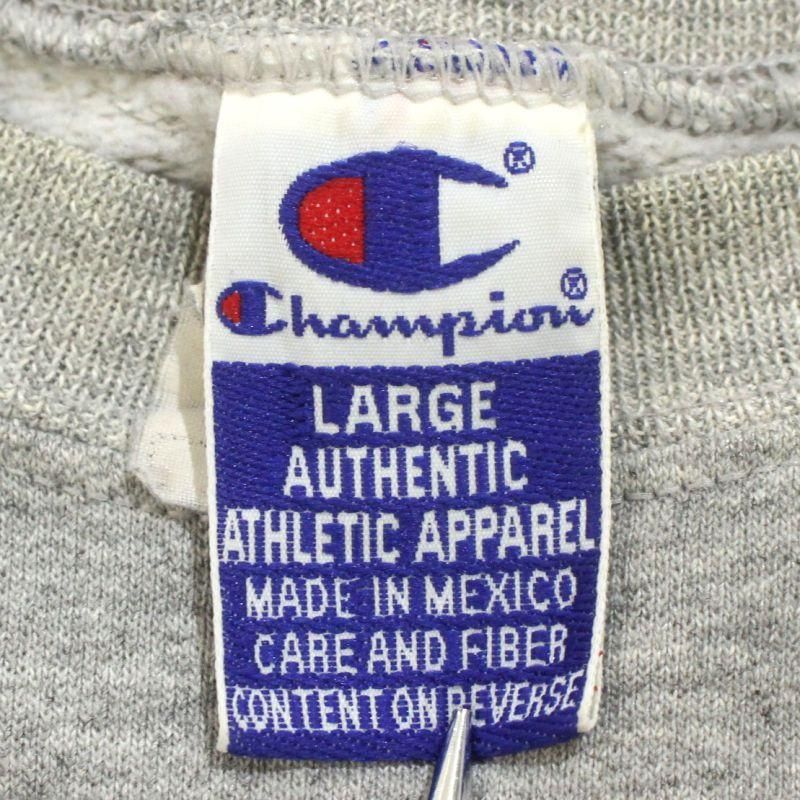 ®
Champion®
LARGE
AUTHENTIC
ATHLETIC APPAREL
MADE IN MEXICO
CARE AND FIBER
CONTENT ON REVERSE